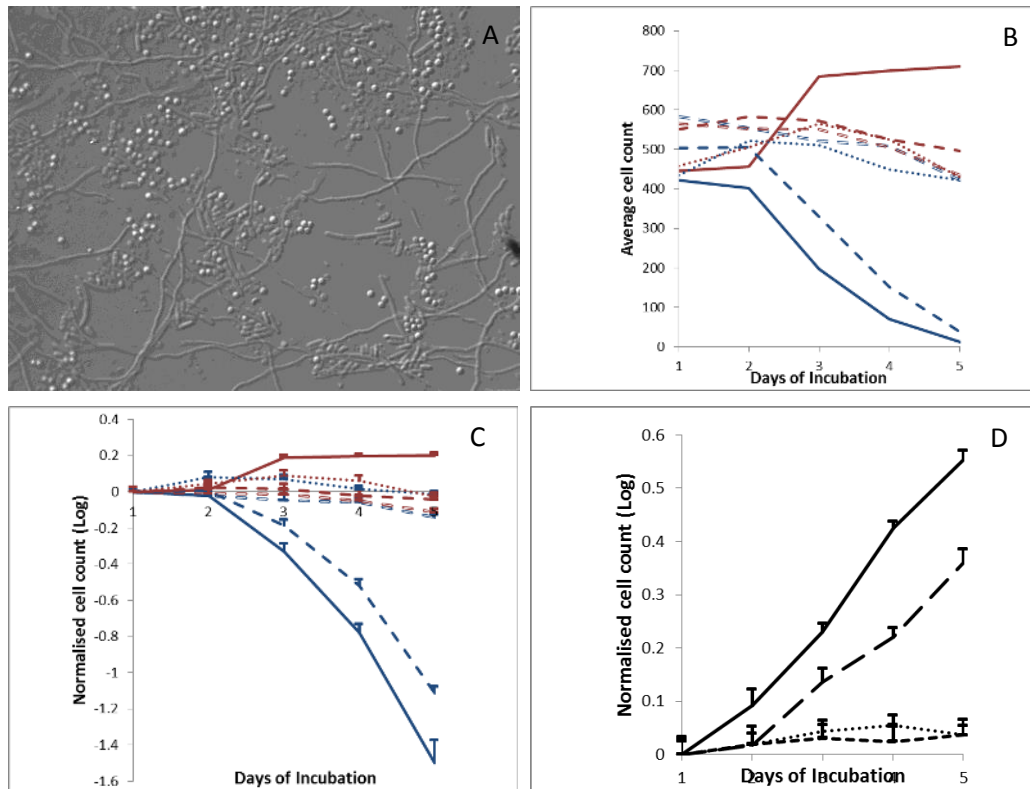 A
B
Average cell count
800
700
600
500
400
300
200
100
0
1 2 3 4 5
Days of Incubation
C
Normalised cell count (Log)
0.4
0.2
0
-0.2
-0.4
-0.6
-0.8
-1
-1.2
-1.4
-1.6
1 2 3 4 5
Days of Incubation
D
Normalised cell count (Log)
0.6
0.5
0.4
0.3
0.2
0.1
0
1 2 3 4 5
Days of Incubation